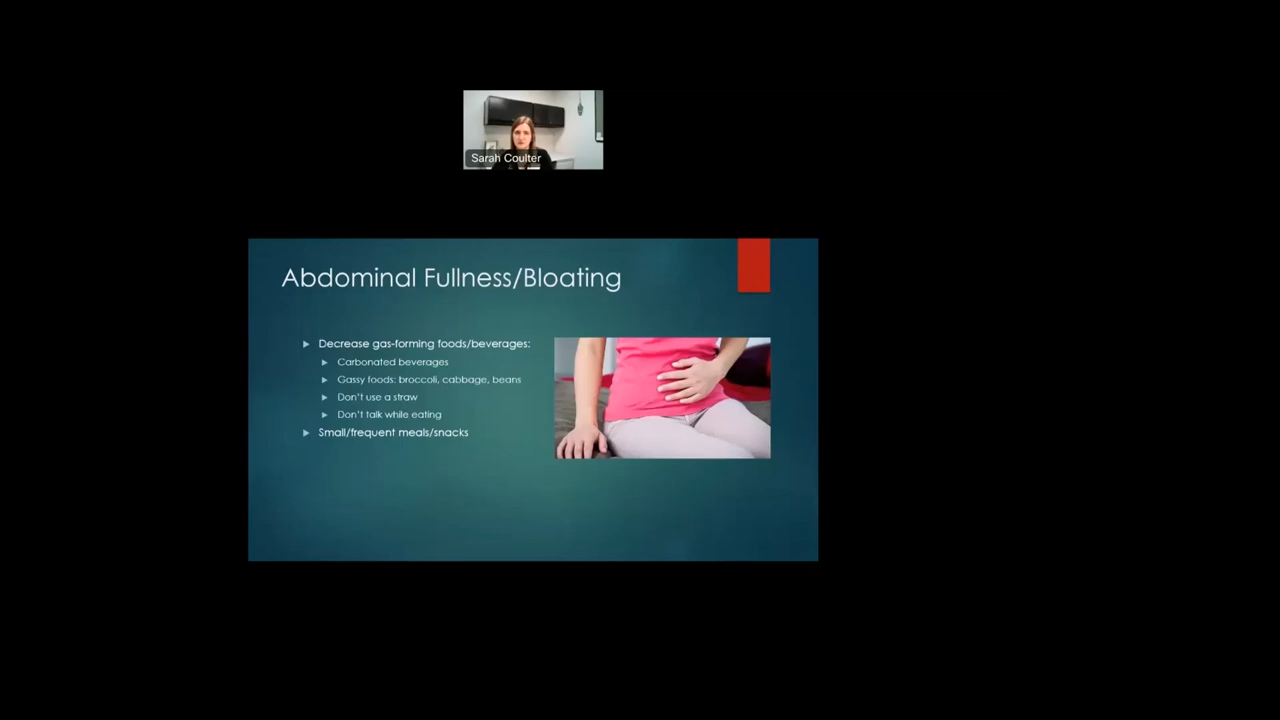 Sarah Coulter
Abdominal Fullness/Bloating
Decrease gas-forming foods/beverages:
Carbonated beverages
Gassy foods: broccoli, cabbage, beans
Don't use a straw
Don't talk while eating
Small/frequent meals/snacks